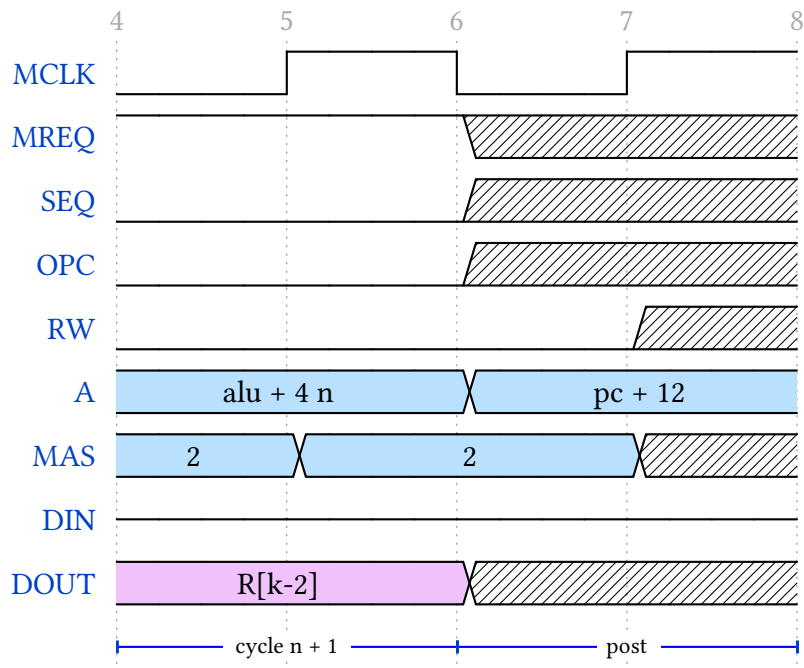 4 5 6 7 8
MCLK
MREQ
SEQ
OPC
RW
A alu + 4 n pc + 12
MAS 2 2
DIN
DOUT R[k-2]
cycle n + 1 post